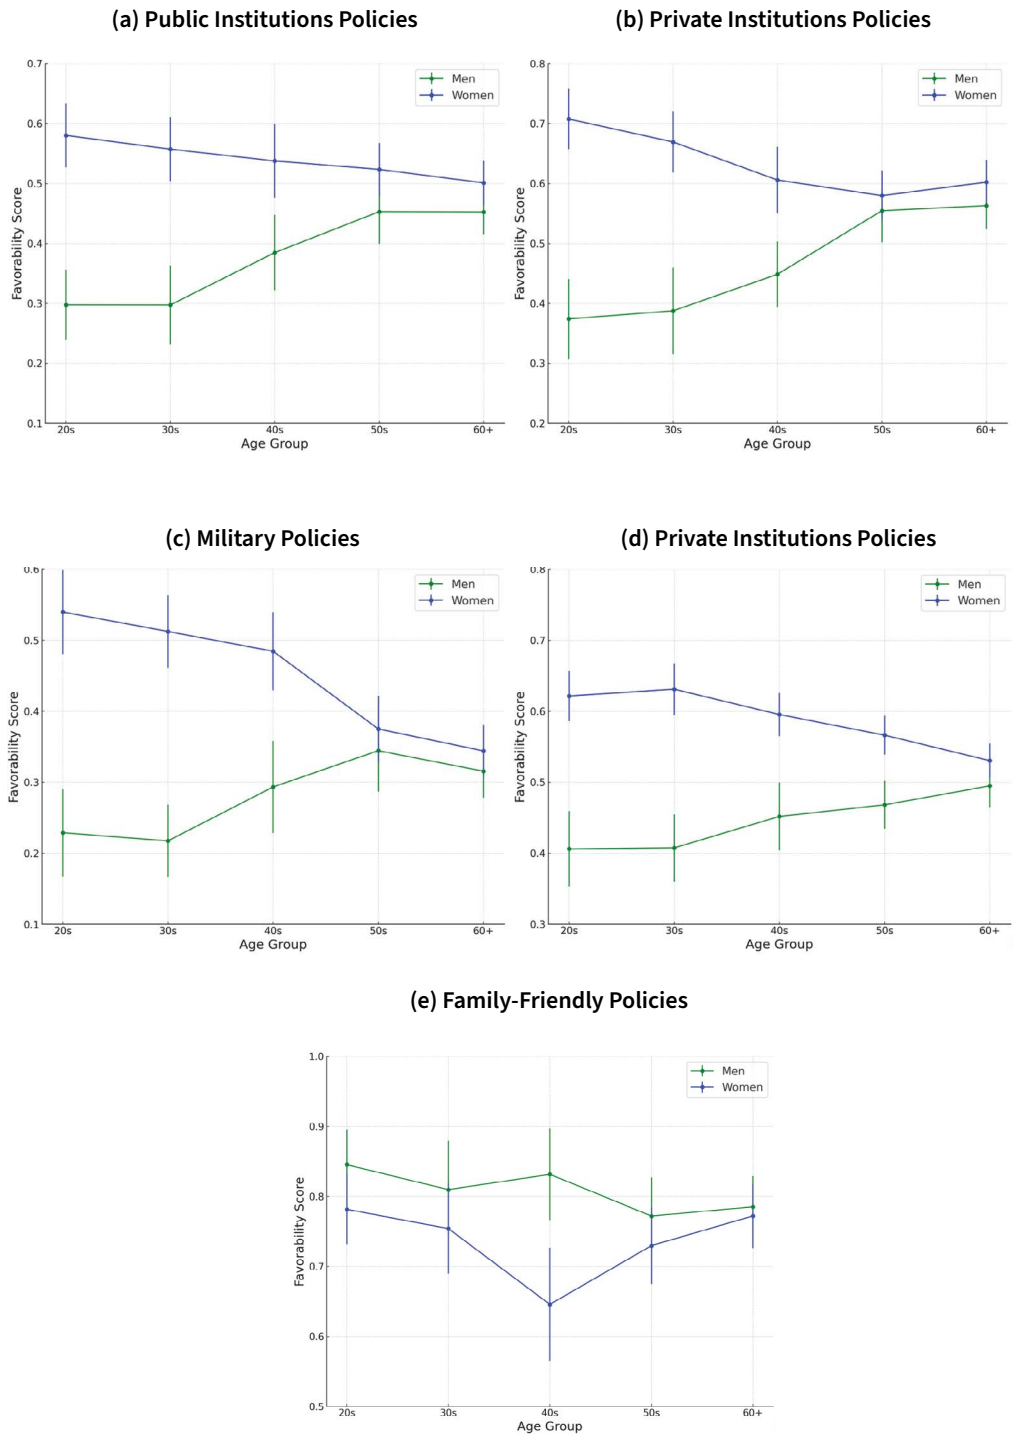 (a) Public Institutions Policies
0.7
0.6
0.5
0.4
0.3
0.2
0.1
Favorability Score
Men
Women
20s 30s 40s 50s 60+
Age Group
(b) Private Institutions Policies
0.8
0.7
0.6
0.5
0.4
0.3
0.2
Favorability Score
Men
Women
20s 30s 40s 50s 60+
Age Group
(c) Military Policies
0.6
0.5
0.4
0.3
0.2
0.1
Favorability Score
Men
Women
20s 30s 40s 50s 60+
Age Group
(d) Private Institutions Policies
0.8
0.7
0.6
0.5
0.4
0.3
Favorability Score
Men
Women
20s 30s 40s 50s 60+
Age Group
(e) Family-Friendly Policies
1.0
0.9
0.8
0.7
0.6
0.5
Favorability Score
Men
Women
20s 30s 40s 50s 60+
Age Group